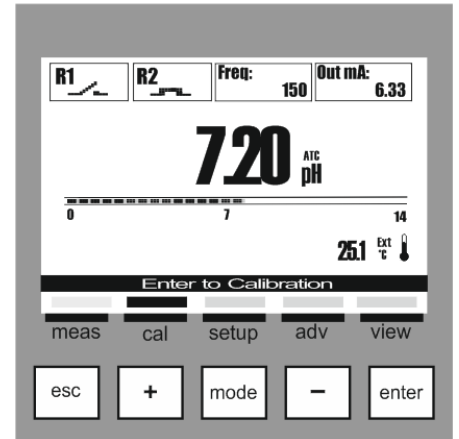 R1 R2 Freq: 150 Out mA: 6.33
7.20 ATC pH
0 7 14
25.1 Ext °C
Enter to Calibration
meas cal setup adv view
esc + mode - enter